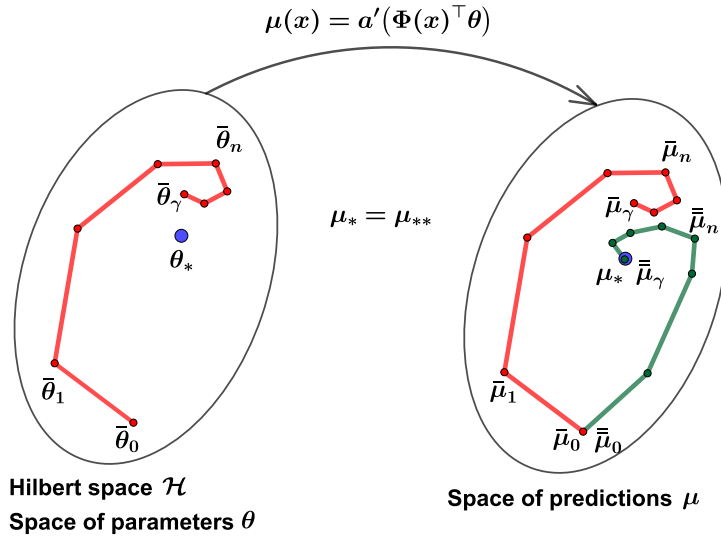 μ(x) = a′(Φ(x)⊤θ)
θ̄ₙ
θ̄ᵧ
θ*
θ̄₁
θ̄₀
μ* = μ**
μ̄ₙ
μ̄ᵧ
μ̿ₙ
μ* μ̿ᵧ
μ̄₁
μ̄₀ μ̿₀
Hilbert space ℋ
Space of parameters θ
Space of predictions μ